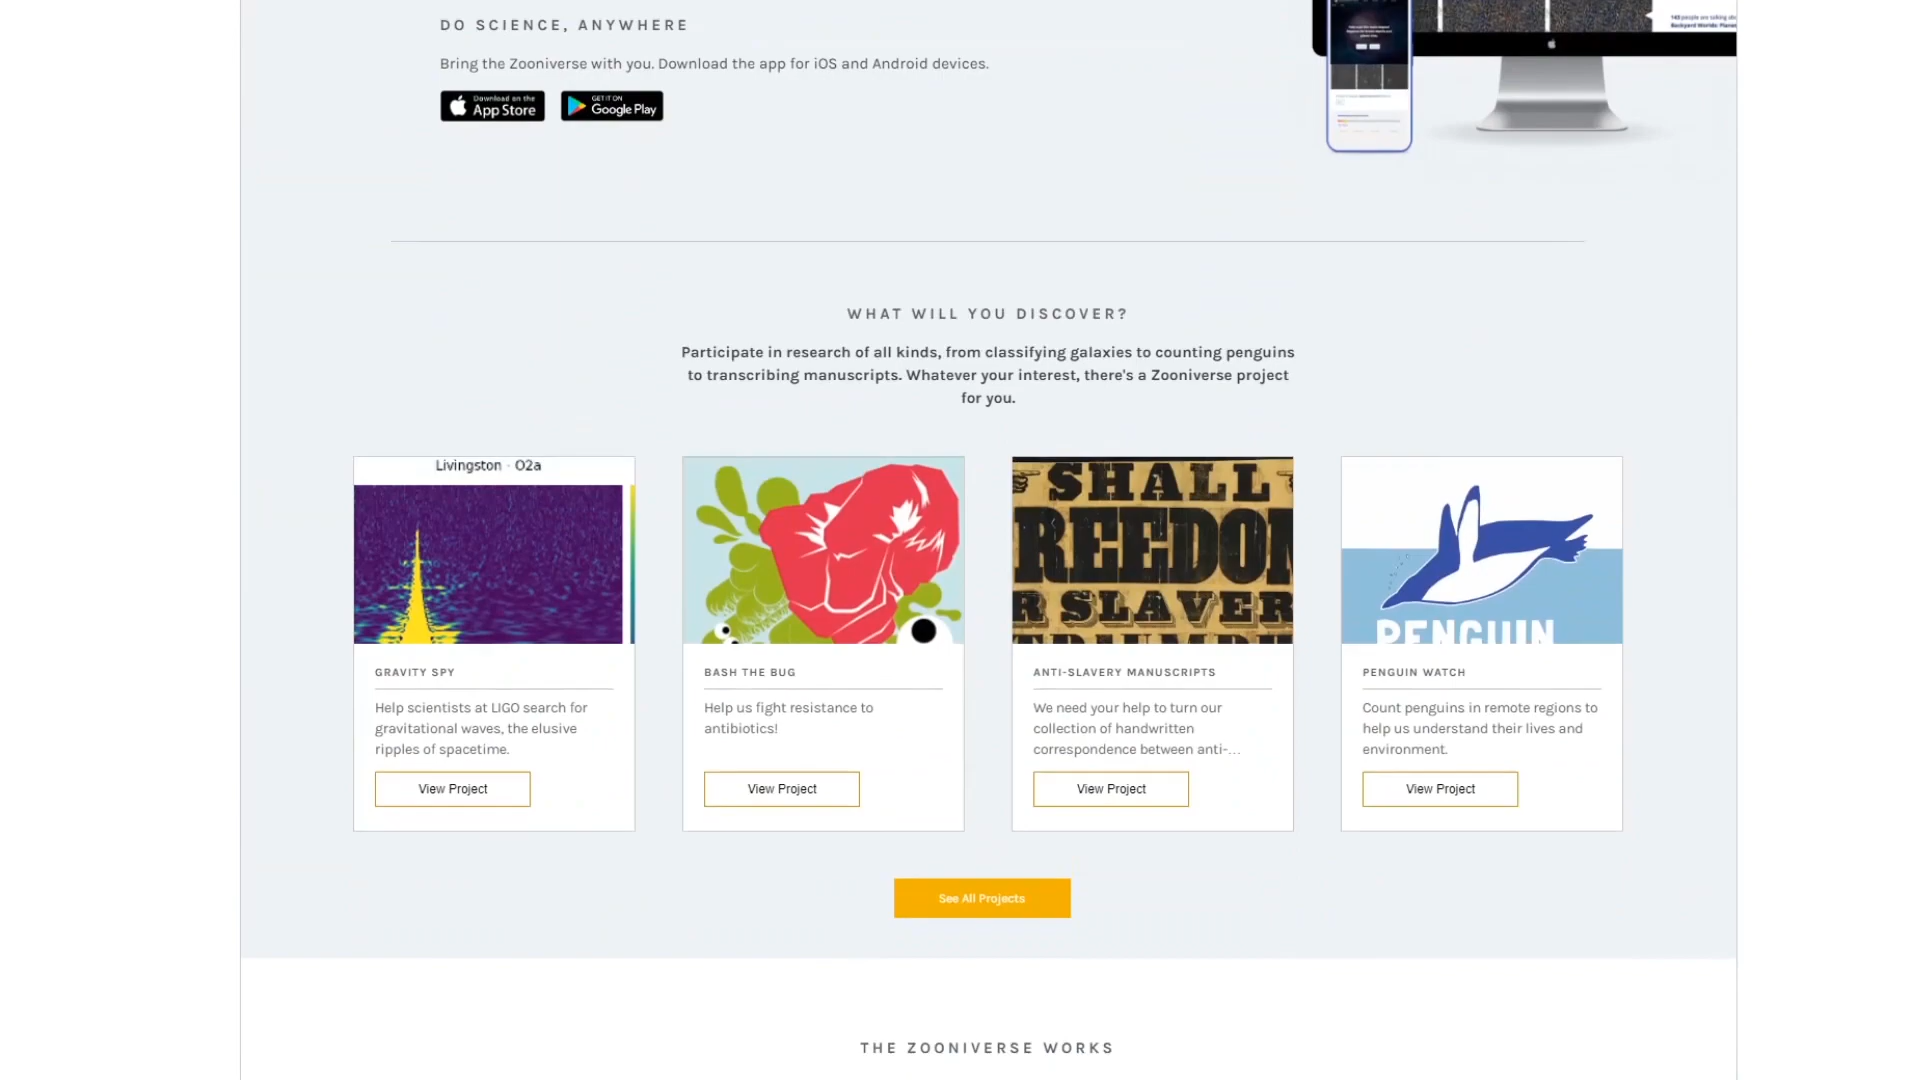 DO SCIENCE, ANYWHERE
Bring the Zooniverse with you. Download the app for iOS and Android devices.
Download on the
App Store
GET IT ON
Google Play
WHAT WILL YOU DISCOVER?
Participate in research of all kinds, from classifying galaxies to counting penguins
to transcribing manuscripts. Whatever your interest, there's a Zooniverse project
for you.
Livingston - O2a
GRAVITY SPY
Help scientists at LIGO search for
gravitational waves, the elusive
ripples of spacetime.
View Project
BASH THE BUG
Help us fight resistance to
antibiotics!
View Project
SHALL
REEDO
R SLAVER
ANTI-SLAVERY MANUSCRIPTS
We need your help to turn our
collection of handwritten
correspondence between anti-...
View Project
PENGUIN
PENGUIN WATCH
Count penguins in remote regions to
help us understand their lives and
environment.
View Project
See All Projects
THE ZOONIVERSE WORKS